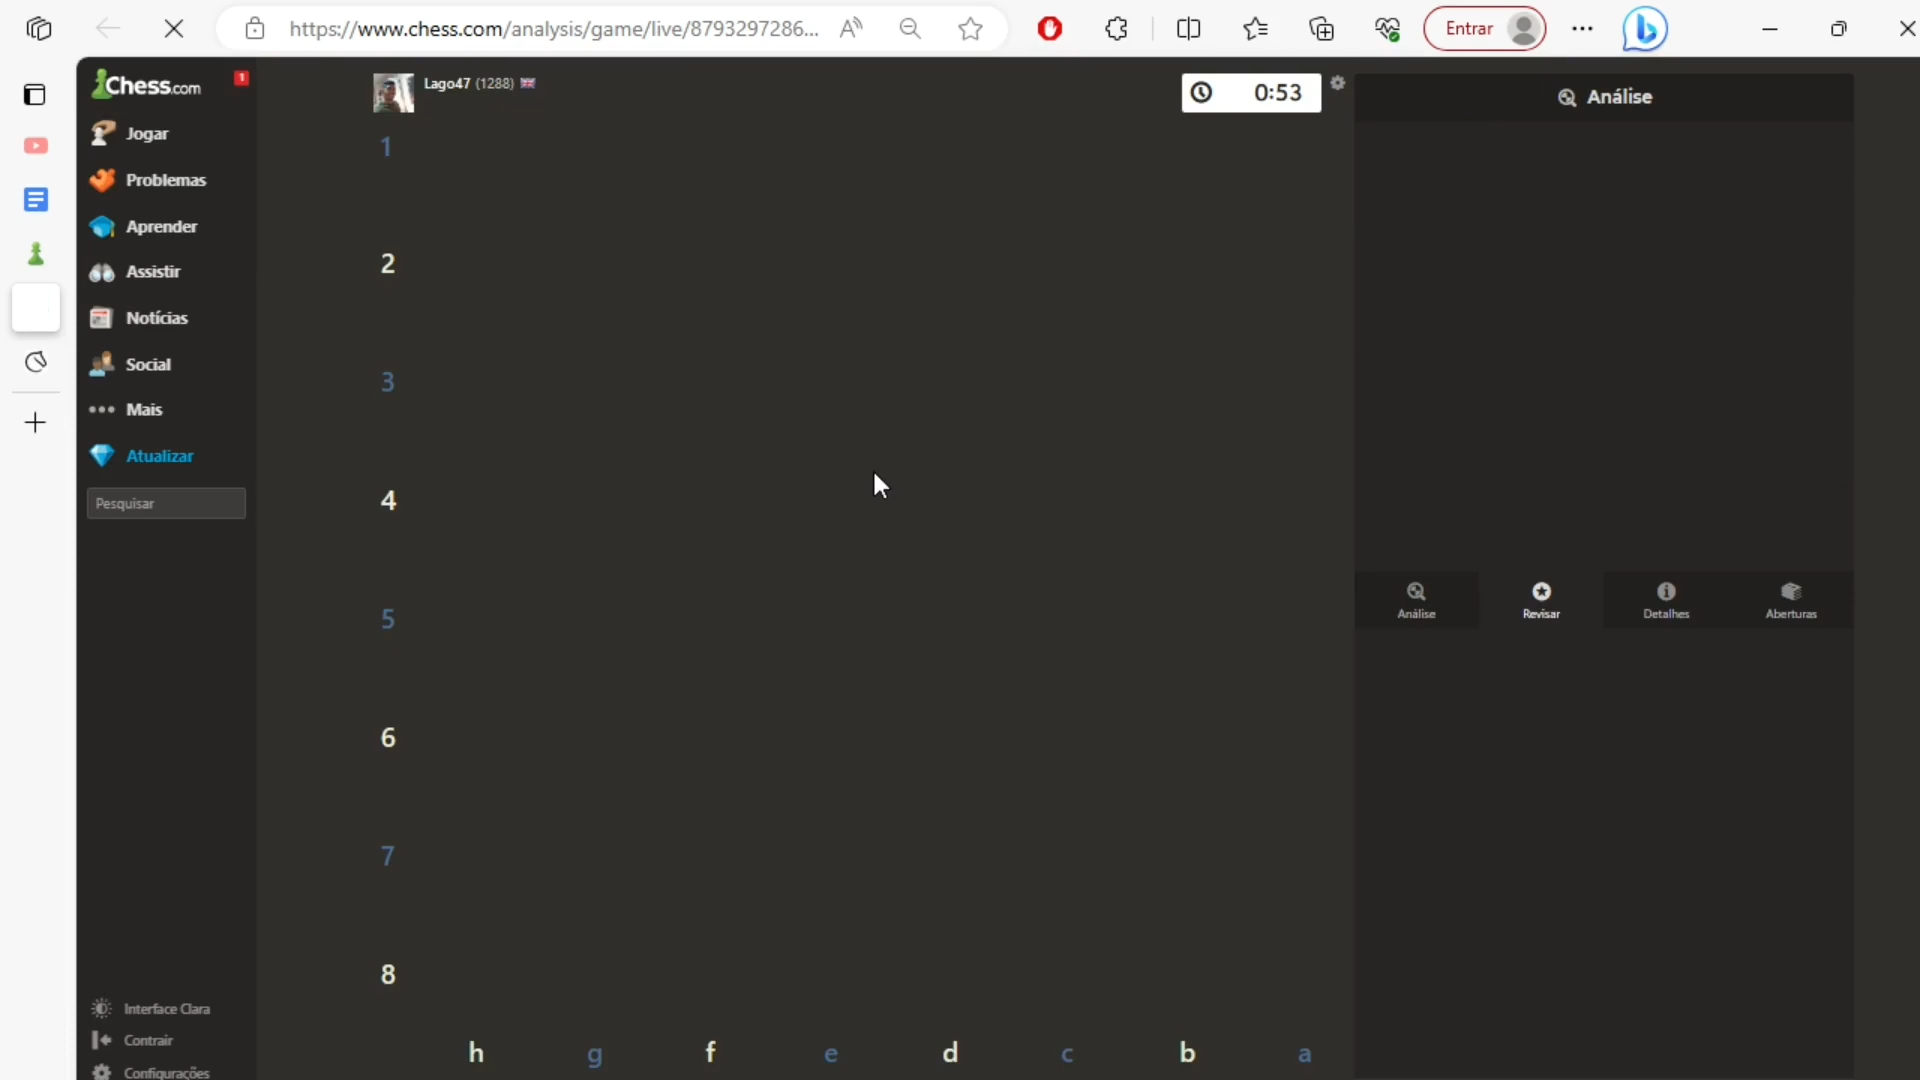 https://www.chess.com/analysis/game/live/8793297286...
Entrar
Chess.com
1
Jogar
Problemas
Aprender
Assistir
Notícias
Social
Mais
Atualizar
Pesquisar
Interface Clara
Contrair
Configurações
Lago47 (1288)
0:53
1
2
3
4
5
6
7
8
h g f e d c b a
Análise
Análise
Revisar
Detalhes
Aberturas